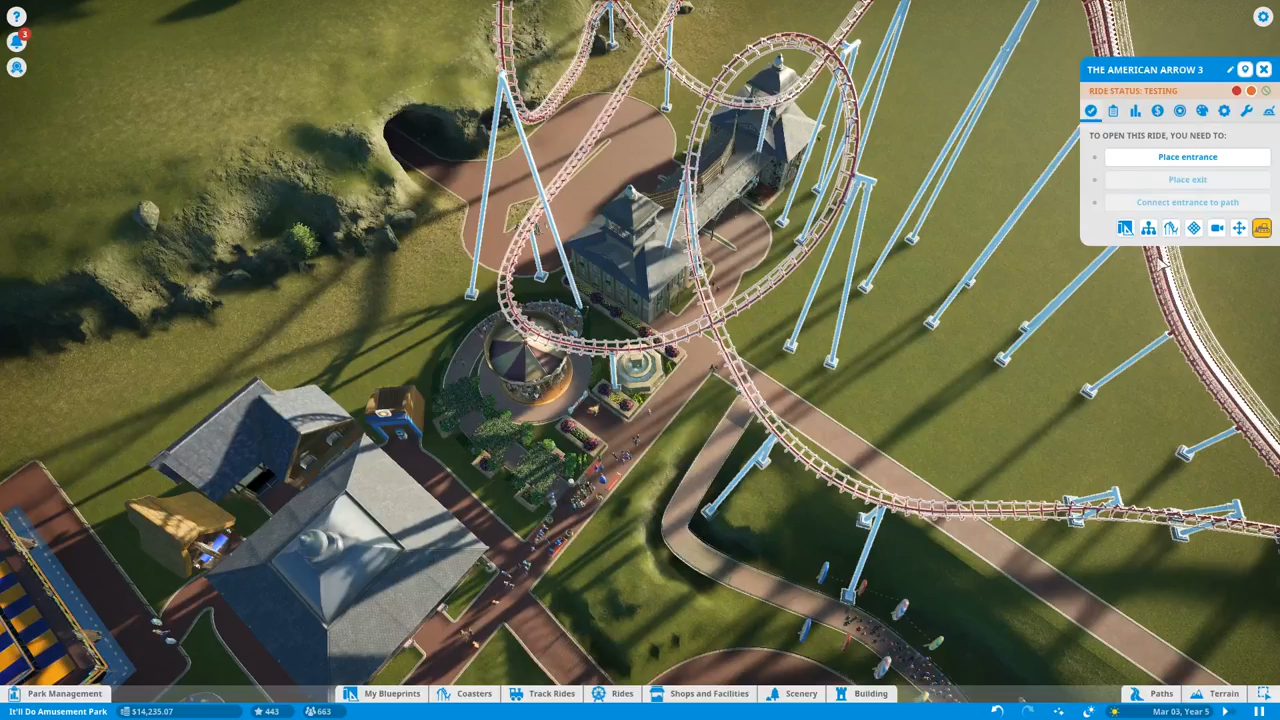 3
THE AMERICAN ARROW 3
RIDE STATUS: TESTING
TO OPEN THIS RIDE, YOU NEED TO:
Place entrance
Place exit
Connect entrance to path
Park Management
My Blueprints
Coasters
Track Rides
Rides
Shops and Facilities
Scenery
Building
Paths
Terrain
It'll Do Amusement Park
$14,235.07
443
663
Mar 03, Year 5